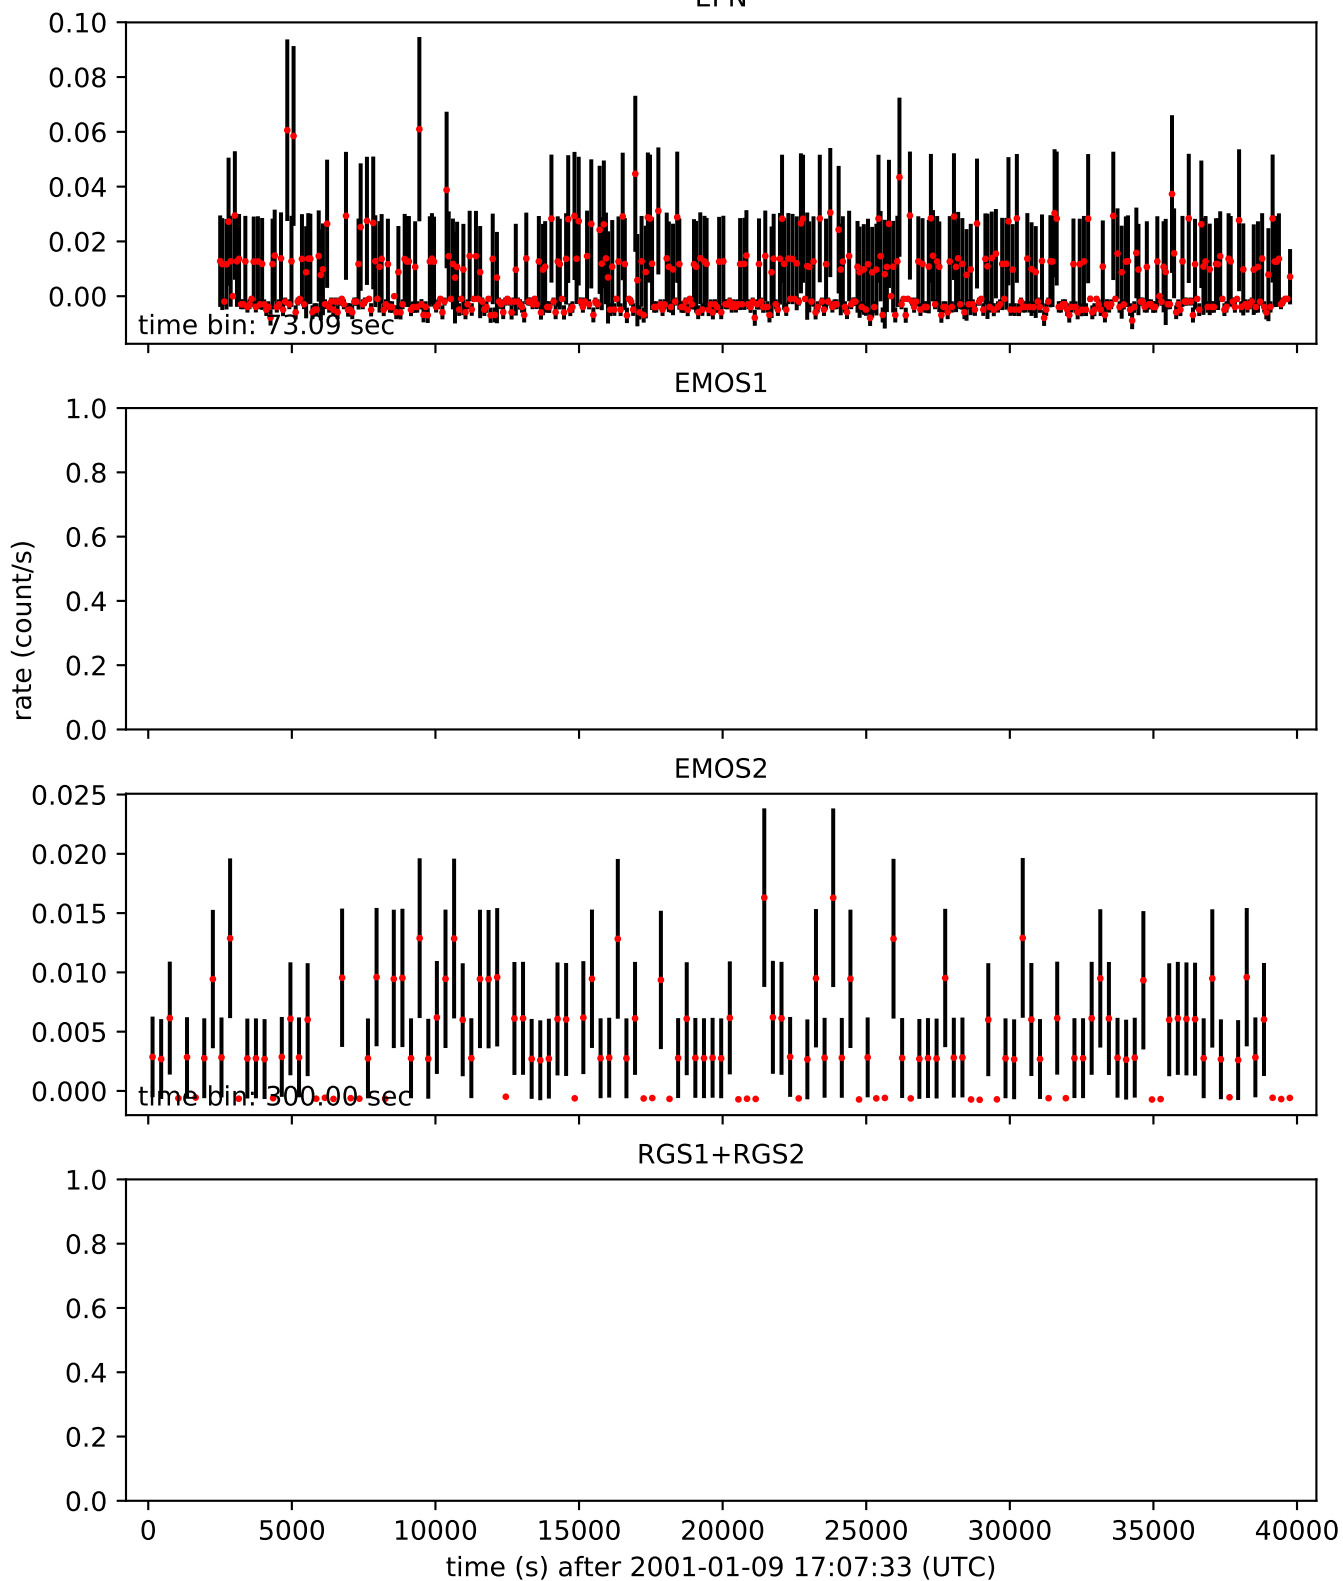 EPN
0.10
0.08
0.06
0.04
0.02
0.00
time bin: 73.09 sec
EMOS1
1.0
0.8
0.6
0.4
0.2
0.0
rate (count/s)
EMOS2
0.025
0.020
0.015
0.010
0.005
0.000
time bin: 300.00 sec
RGS1+RGS2
1.0
0.8
0.6
0.4
0.2
0.0
0 5000 10000 15000 20000 25000 30000 35000 40000
time (s) after 2001-01-09 17:07:33 (UTC)